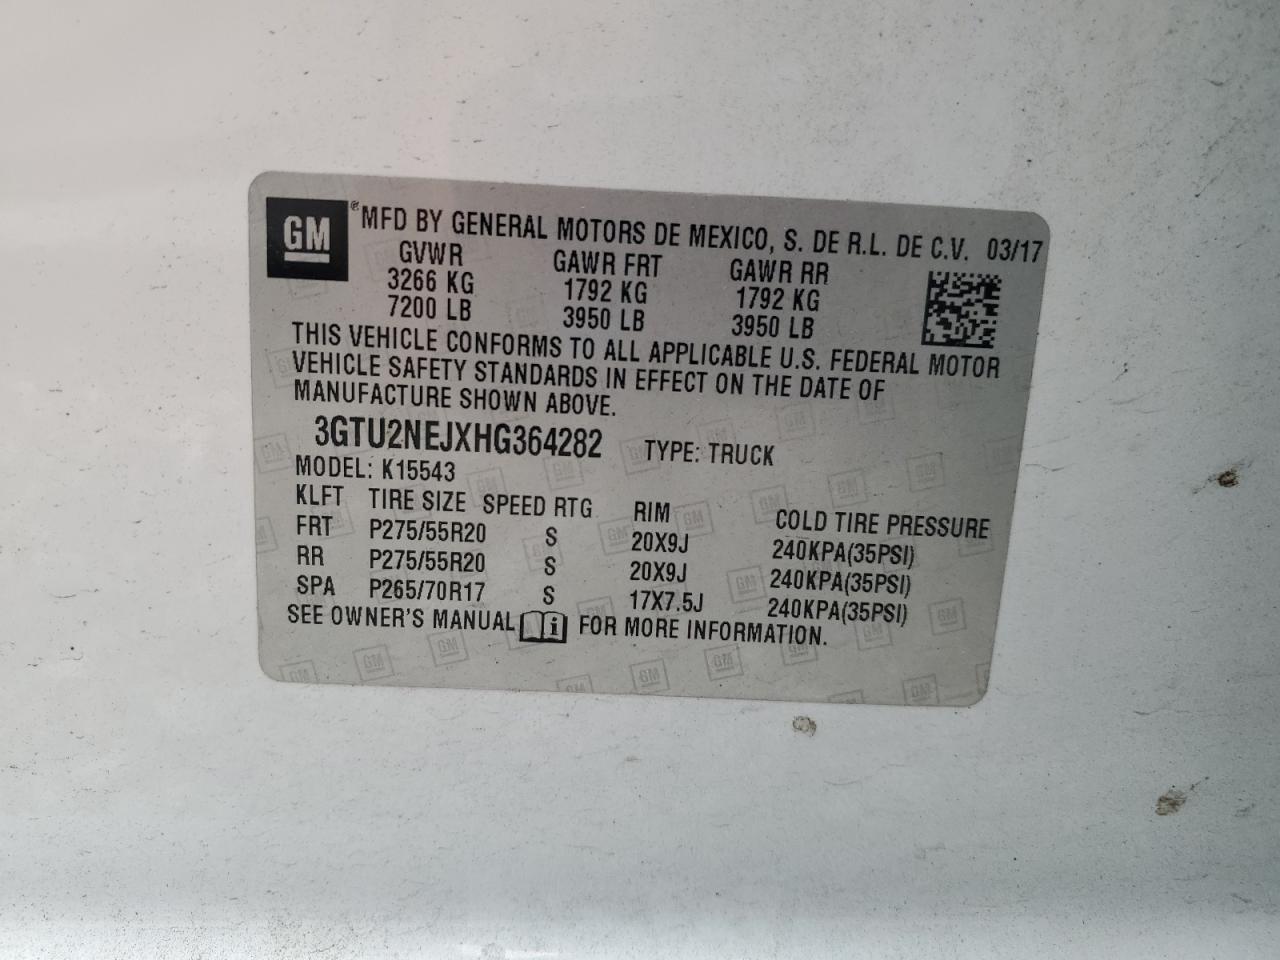 GM ® MFD BY GENERAL MOTORS DE MEXICO, S. DE R.L. DE C.V. 03/17
GVWR GAWR FRT GAWR RR
3266 KG 1792 KG 1792 KG
7200 LB 3950 LB 3950 LB
THIS VEHICLE CONFORMS TO ALL APPLICABLE U.S. FEDERAL MOTOR
VEHICLE SAFETY STANDARDS IN EFFECT ON THE DATE OF
MANUFACTURE SHOWN ABOVE.
3GTU2NEJXHG364282 TYPE: TRUCK
MODEL: K15543
KLFT TIRE SIZE SPEED RTG RIM COLD TIRE PRESSURE
FRT P275/55R20 S 20X9J 240KPA(35PSI)
RR P275/55R20 S 20X9J 240KPA(35PSI)
SPA P265/70R17 S 17X7.5J 240KPA(35PSI)
SEE OWNER'S MANUAL i FOR MORE INFORMATION.